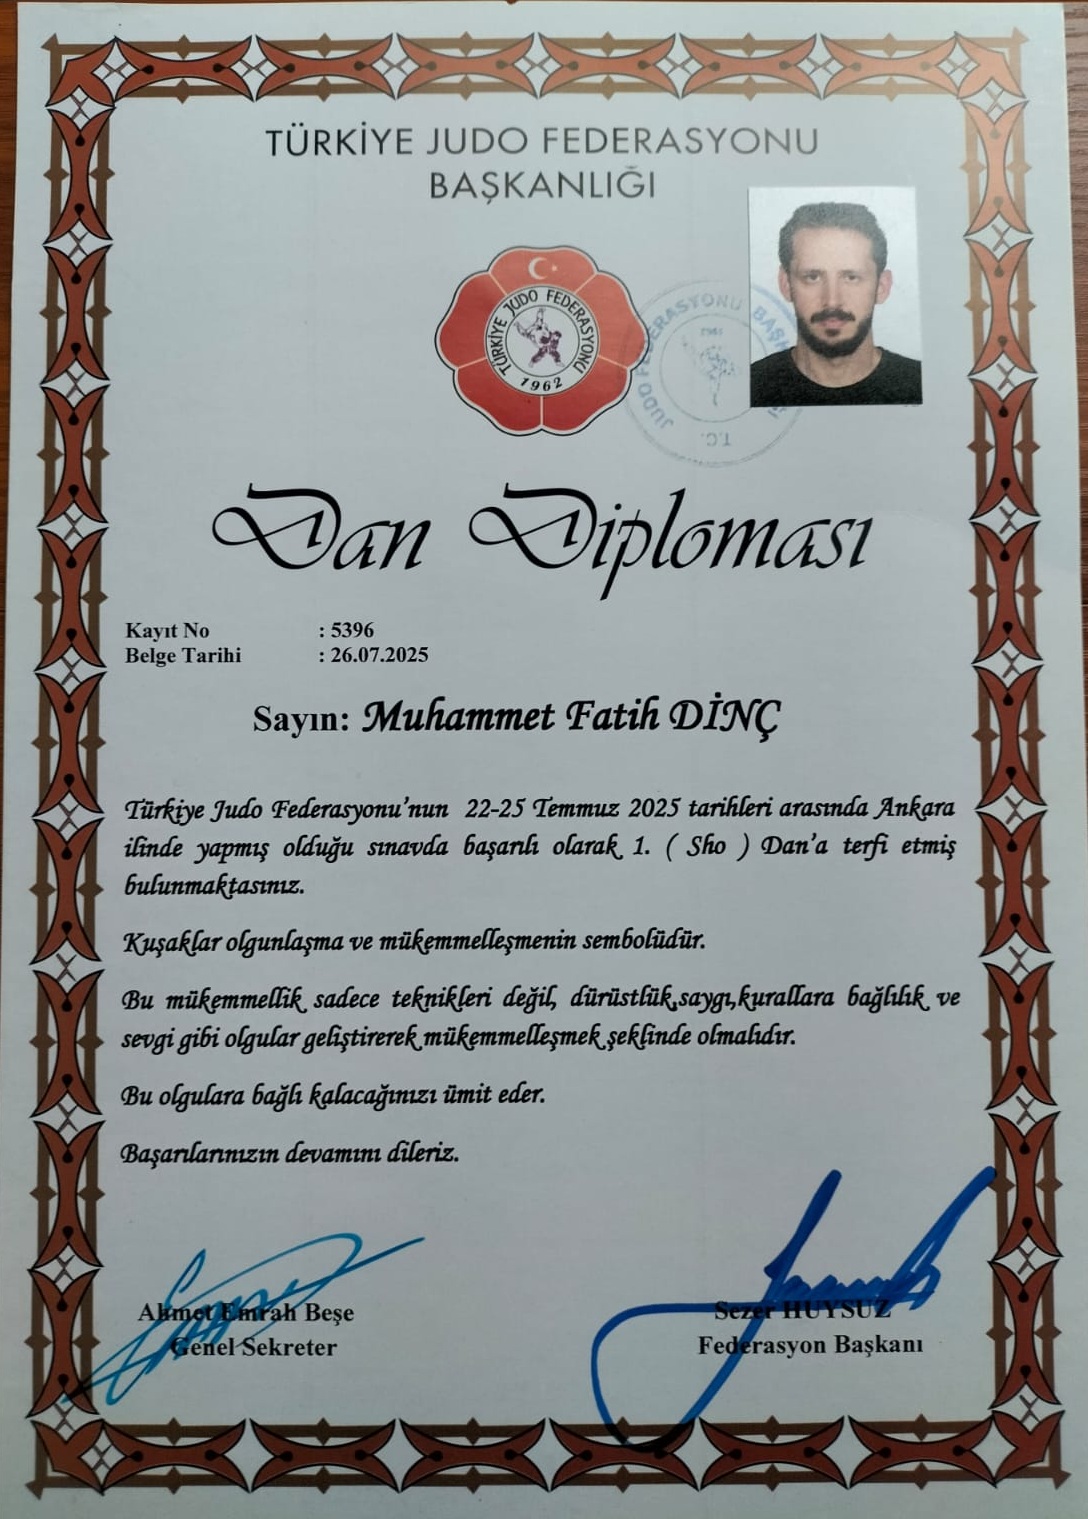 TÜRKİYE JUDO FEDERASYONU
BAŞKANLIĞI
TÜRKİYE JUDO FEDERASYONU
1962
JUDO FEDERASYONU BAŞK
T.C.
Dan Diploması
Kayıt No : 5396
Belge Tarihi : 26.07.2025
Sayın: Muhammet Fatih DİNÇ
Türkiye Judo Federasyonu'nun 22-25 Temmuz 2025 tarihleri arasında Ankara
ilinde yapmış olduğu sınavda başarılı olarak 1. ( Sho ) Dan'a terfi etmiş
bulunmaktasınız.
Kuşaklar olgunlaşma ve mükemmelleşmenin sembolüdür.
Bu mükemmellik sadece teknikleri değil, dürüstlük,saygı,kurallara bağlılık ve
sevgi gibi olgular geliştirerek mükemmelleşmek şeklinde olmalıdır.
Bu olgulara bağlı kalacağınızı ümit eder.
Başarılarınızın devamını dileriz.
Ahmet Emrah Beşe
Genel Sekreter
Sezer HUYSUZ
Federasyon Başkanı